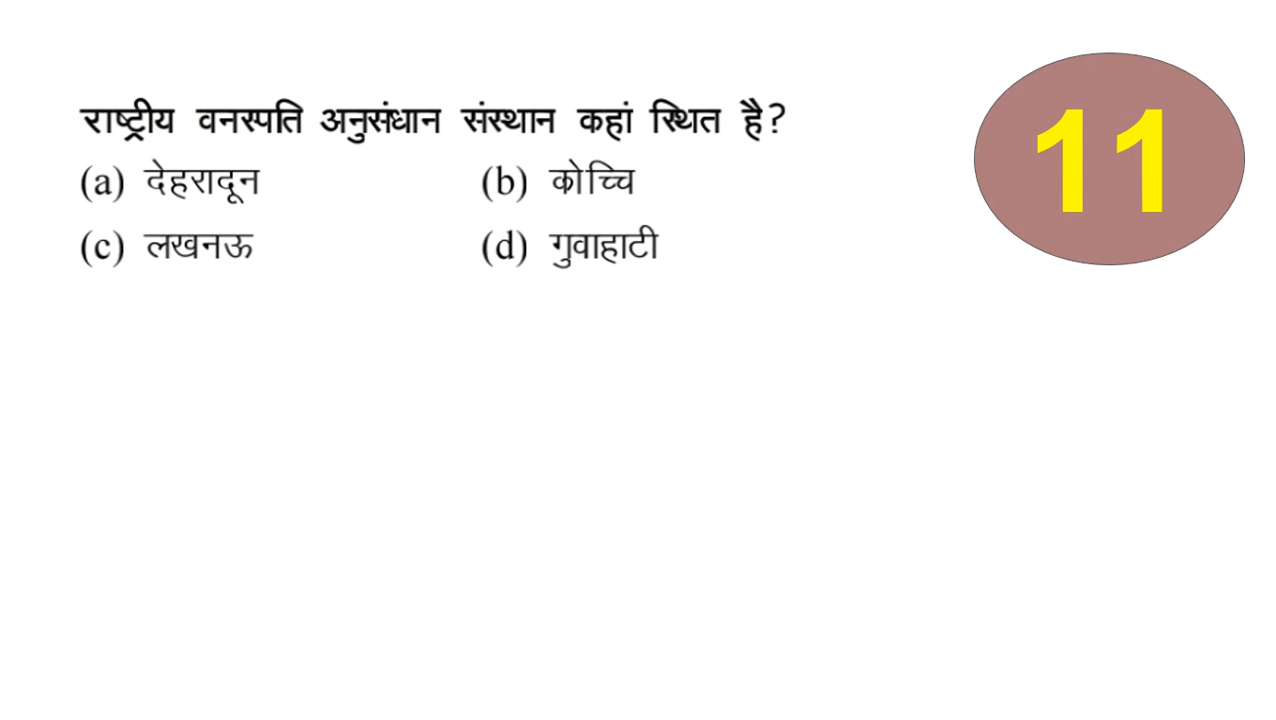 राष्ट्रीय वनस्पति अनुसंधान संस्थान कहां स्थित है?
(a) देहरादून (b) कोच्चि
(c) लखनऊ (d) गुवाहाटी
11